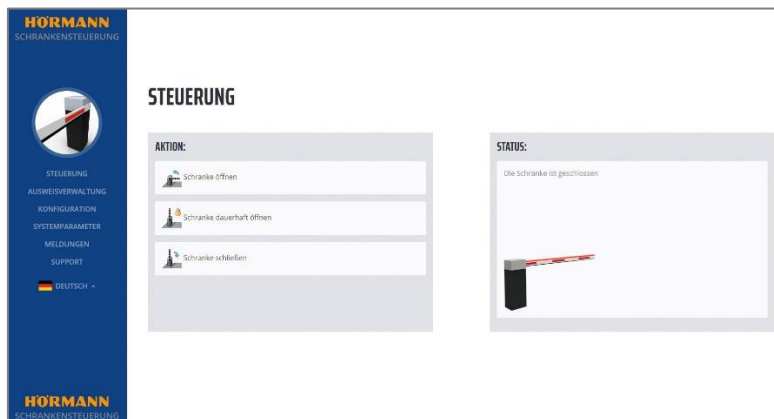 HÖRMANN
SCHRANKENSTEUERUNG
STEUERUNG
AUSWEISVERWALTUNG
KONFIGURATION
SYSTEMPARAMETER
MELDUNGEN
SUPPORT
DEUTSCH
HÖRMANN
SCHRANKENSTEUERUNG
STEUERUNG
AKTION:
Schranke öffnen
Schranke dauerhaft öffnen
Schranke schließen
STATUS:
Die Schranke ist geschlossen